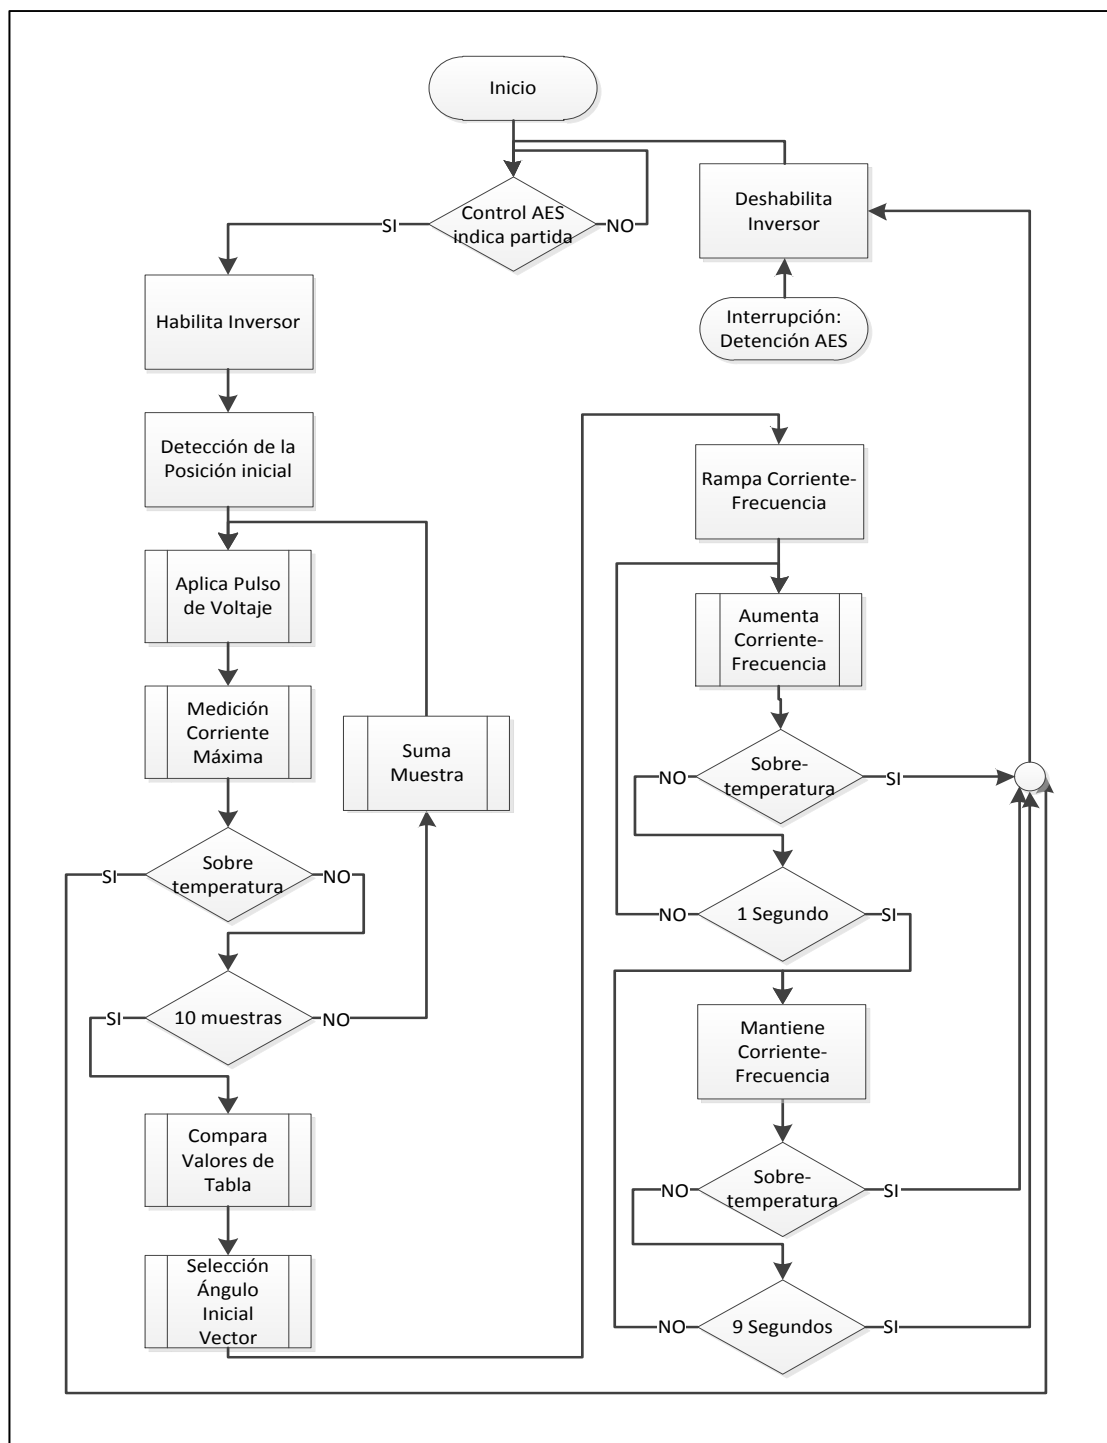 Inicio
Control AES
indica partida
SI
NO
Deshabilita
Inversor
Interrupción:
Detención AES
Habilita Inversor
Detección de la
Posición inicial
Aplica Pulso
de Voltaje
Medición
Corriente
Máxima
Suma
Muestra
Sobre
temperatura
SI
NO
10 muestras
SI
NO
Compara
Valores de
Tabla
Selección
Ángulo
Inicial
Vector
Rampa Corriente-
Frecuencia
Aumenta
Corriente-
Frecuencia
Sobre-
temperatura
NO
SI
1 Segundo
NO
SI
Mantiene
Corriente-
Frecuencia
Sobre-
temperatura
NO
SI
9 Segundos
NO
SI